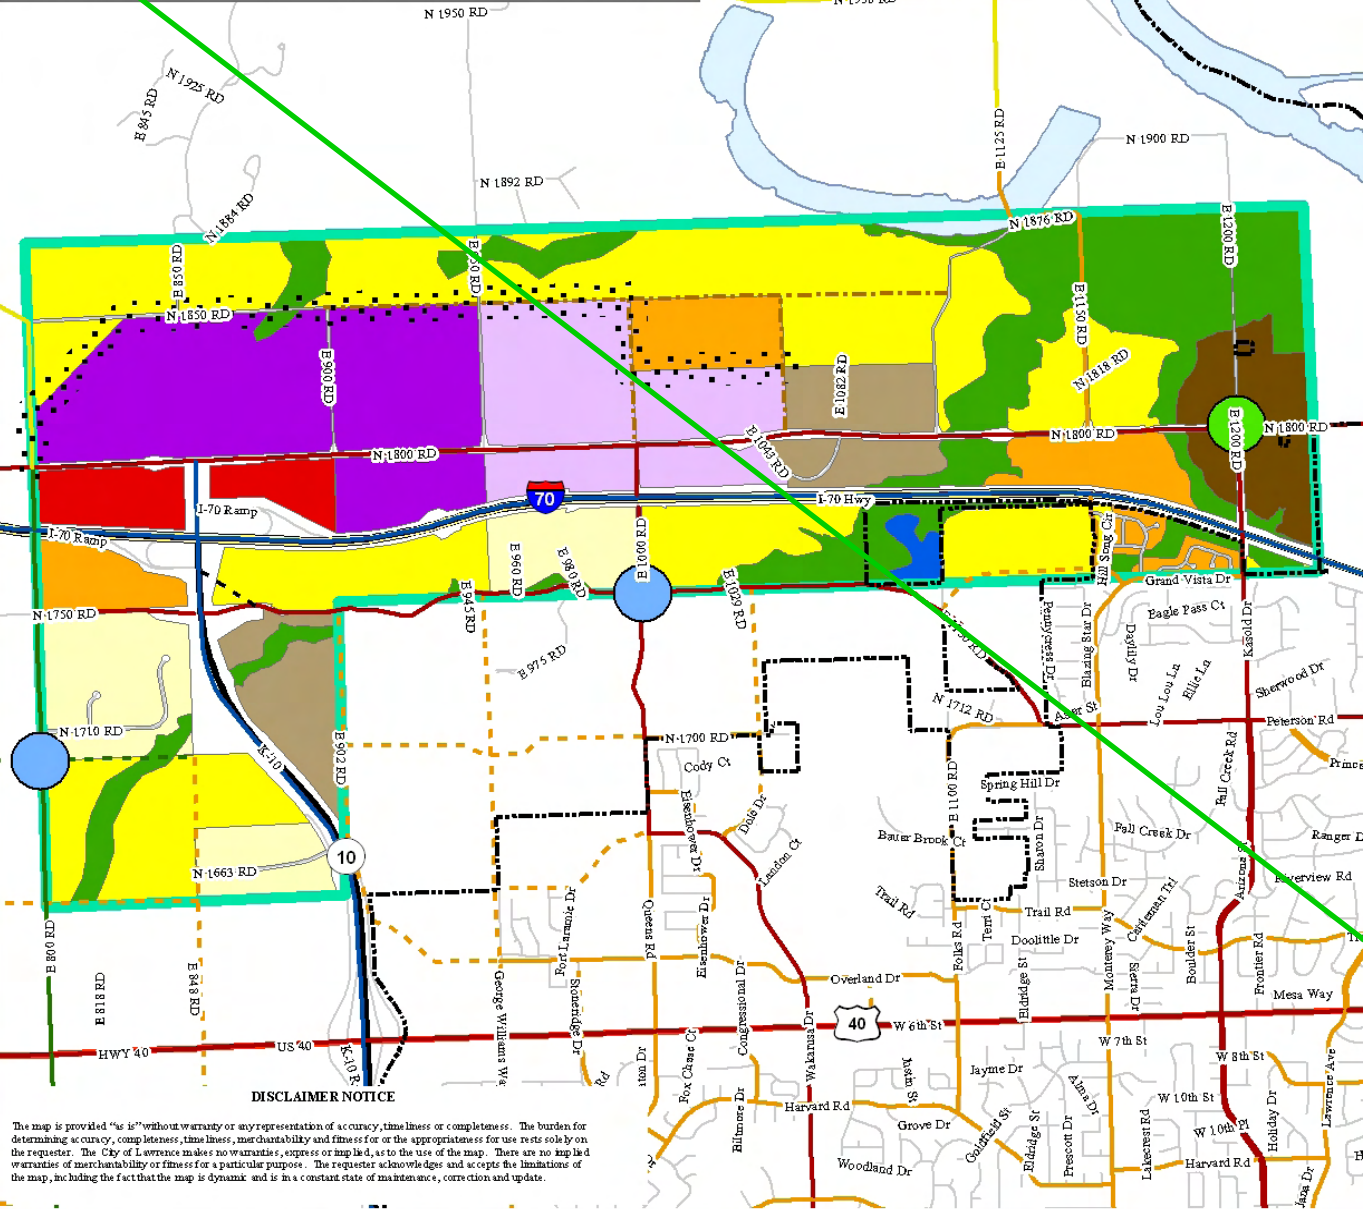 N 1950 RD
N 1925 RD
E 845 RD
E 1125 RD
N 1900 RD
N 1892 RD
N 1884 RD
N 1876 RD
E 1200 RD
E 850 RD
E 950 RD
N 1850 RD
E 1150 RD
E 900 RD
E 1082 RD
N 1818 RD
N 1800 RD
E 1043 RD
N 1800 RD
E 1200 RD
N 1800 RD
70
I-70 Hwy
I-70 Ramp
I-70 Ramp
Hill Song Cir
E 960 RD
E 980 RD
E 1000 RD
E 1029 RD
E 945 RD
Grand Vista Dr
N 1750 RD
Eagle Pass Ct
Pennycress Dr
Blazing Star Dr
Daylily Dr
Kasold Dr
E 975 RD
Lou Lou Ln
Ellie Ln
Sherwood Dr
N 1712 RD
Peterson Rd
N 1710 RD
K-10
E 902 RD
N 1700 RD
Cody Ct
E 1100 RD
Spring Hill Dr
Fall Creek Rd
Prince
Eisenhower Dr
Dole Dr
Landon Ct
Bauer Brook Ct
Sharon Dr
Fall Creek Dr
Ranger D
10
N 1663 RD
Stetson Dr
Riverview Rd
Trail Rd
Terri Ct
Trail Rd
Fort Laramie Dr
Queens Rd
Eisenhower Dr
Folks Rd
Doolittle Dr
Monterey Way
Boulder St
Frontier Rd
E 800 RD
E 818 RD
E 848 RD
George Williams Wa
Stoneridge Dr
Congressional Dr
Overland Dr
Eldridge St
Sierra Dr
Mesa Way
40
W 6th St
HWY 40
US 40
Wakarusa Dr
W 7th St
W 8th St
Fox Chase Ct
Justin St
Jayme Dr
Alma Dr
Lawrence Ave
Biltmore Dr
Harvard Rd
Grove Dr
Goldfield St
Eldridge St
Prescott Dr
Lakecrest Rd
W 10th St
W 10th Pl
Holiday Dr
Woodland Dr
Harvard Rd
Jana Dr
DISCLAIMER NOTICE
The map is provided "as is" without warranty or any representation of accuracy, timeliness or completeness. The burden for
determining accuracy, completeness, timeliness, merchantability and fitness for or the appropriateness for use rests solely on
the requester. The City of Lawrence makes no warranties, express or implied, as to the use of the map. There are no implied
warranties of merchantability or fitness for a particular purpose. The requester acknowledges and accepts the limitations of
the map, including the fact that the map is dynamic and is in a constant state of maintenance, correction and update.